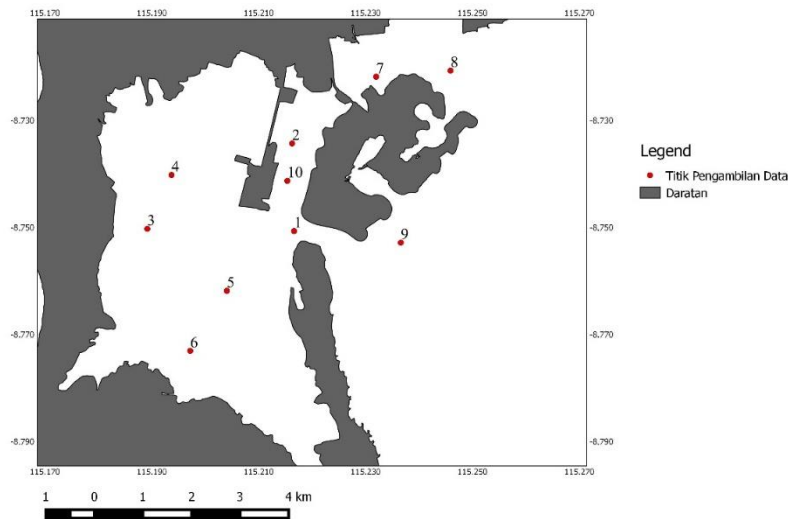 115.170 115.190 115.210 115.230 115.250 115.270
8
7
-8.730 -8.730
2
4
10
Legend
Titik Pengambilan Data
Daratan
3
1
-8.750 -8.750
9
5
-8.770 -8.770
6
-8.790 -8.790
115.170 115.190 115.210 115.230 115.250 115.270
1 0 1 2 3 4 km